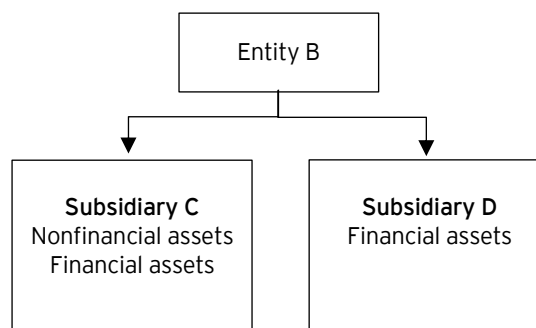 Entity B
Subsidiary C
Nonfinancial assets
Financial assets
Subsidiary D
Financial assets